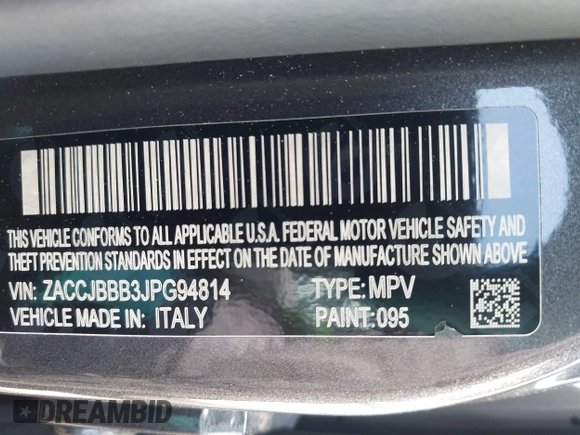 THIS VEHICLE CONFORMS TO ALL APPLICABLE U.S.A. FEDERAL MOTOR VEHICLE SAFETY AND
THEFT PREVENTION STANDARDS IN EFFECT ON THE DATE OF MANUFACTURE SHOWN ABOVE
VIN: ZACCJBBB3JPG94814 TYPE: MPV
VEHICLE MADE IN: ITALY PAINT: 095
DREAMBID